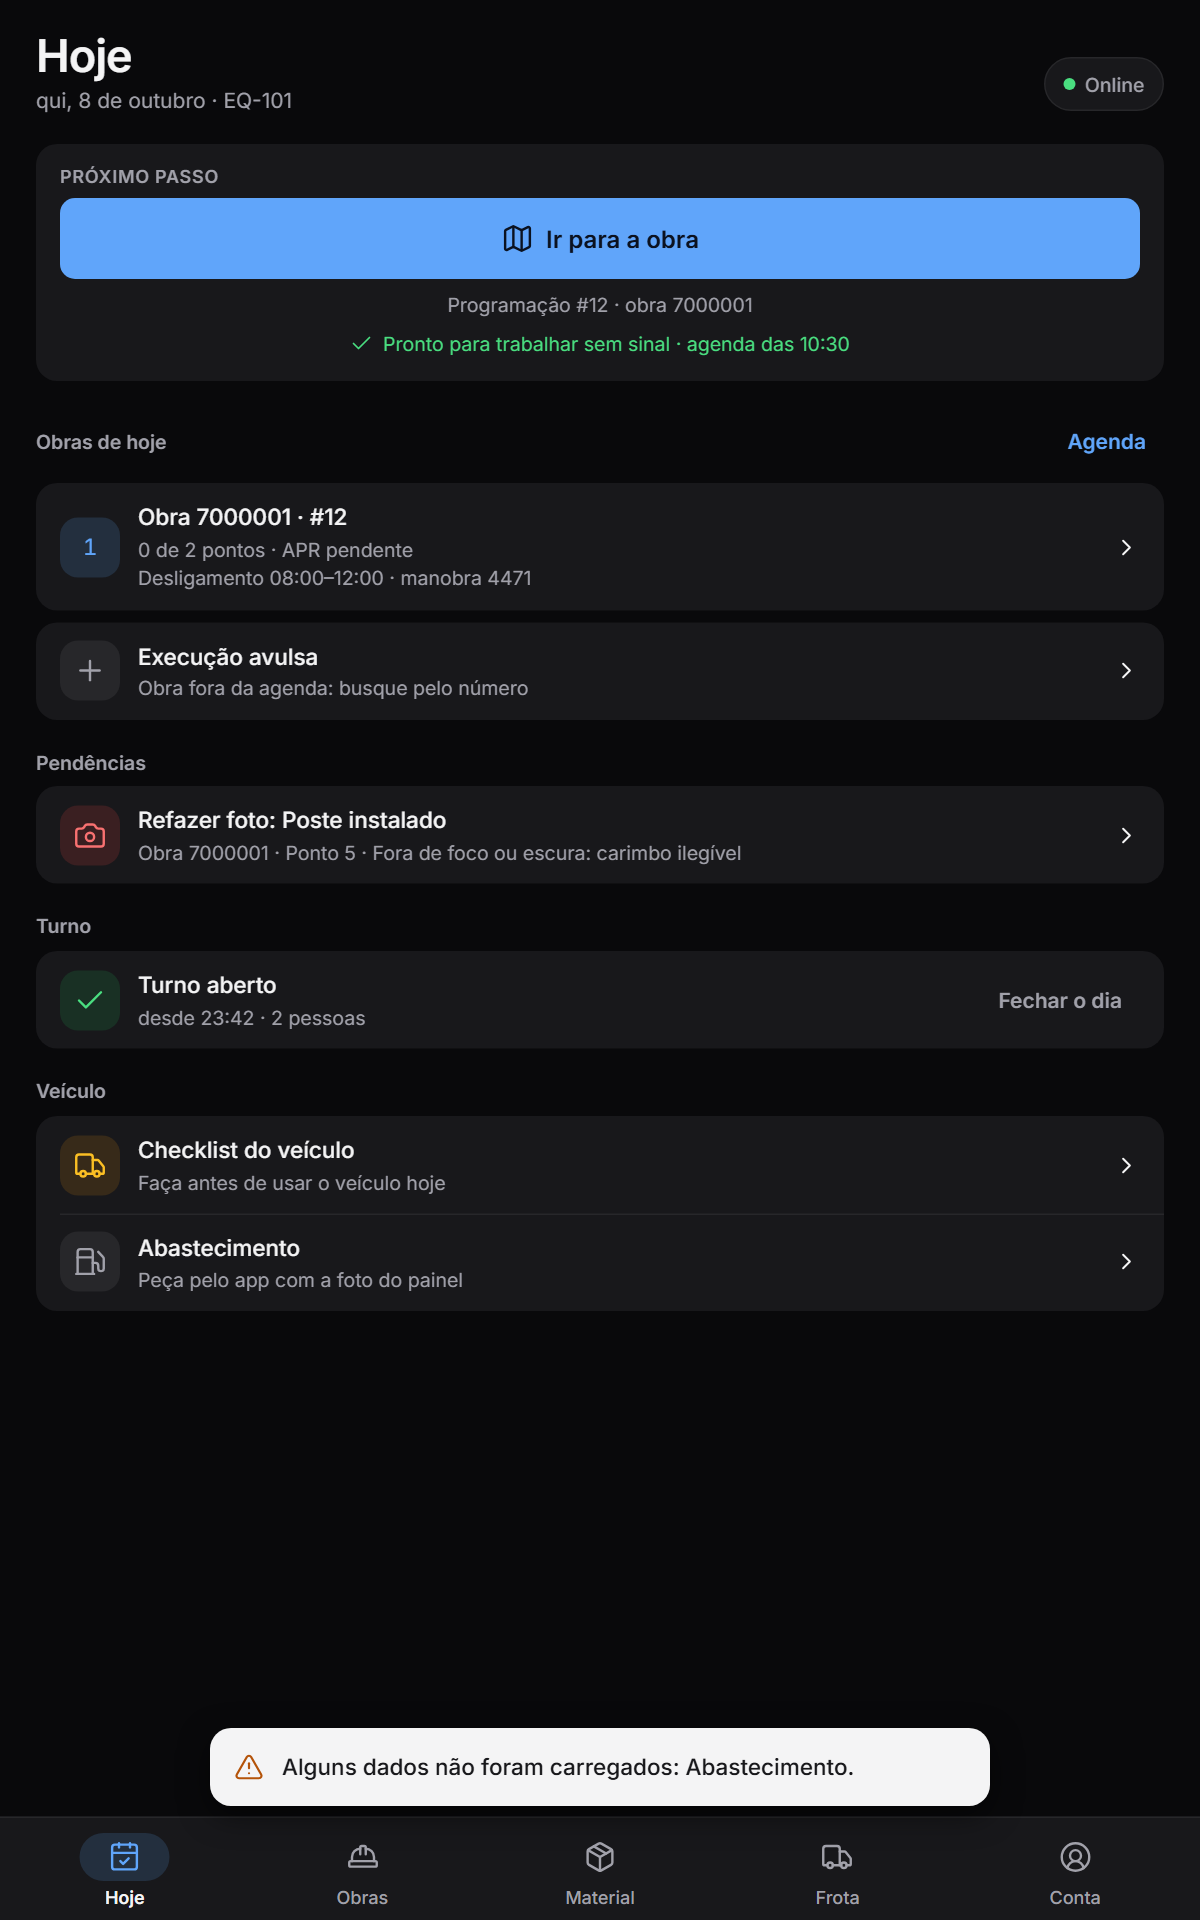 Hoje
qui, 8 de outubro · EQ-101
Online
PRÓXIMO PASSO
Ir para a obra
Programação #12 · obra 7000001
Pronto para trabalhar sem sinal · agenda das 10:30
Obras de hoje
Agenda
1
Obra 7000001 · #12
0 de 2 pontos · APR pendente
Desligamento 08:00–12:00 · manobra 4471
Execução avulsa
Obra fora da agenda: busque pelo número
Pendências
Refazer foto: Poste instalado
Obra 7000001 · Ponto 5 · Fora de foco ou escura: carimbo ilegível
Turno
Turno aberto
desde 23:42 · 2 pessoas
Fechar o dia
Veículo
Checklist do veículo
Faça antes de usar o veículo hoje
Abastecimento
Peça pelo app com a foto do painel
Alguns dados não foram carregados: Abastecimento.
Hoje
Obras
Material
Frota
Conta